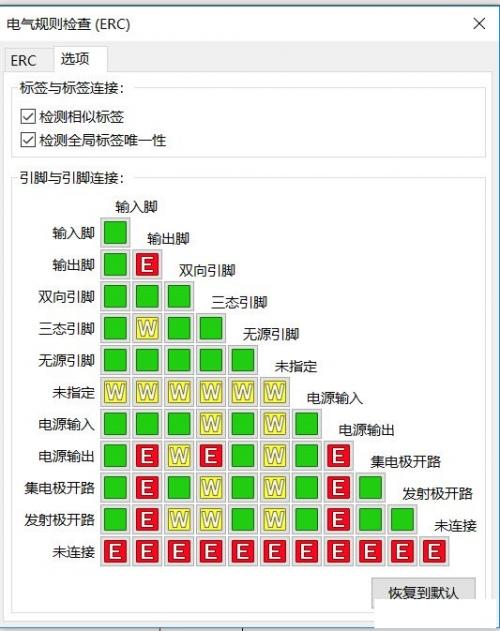 电气规则检查 (ERC)
ERC 选项
标签与标签连接:
检测相似标签
检测全局标签唯一性
引脚与引脚连接:
输入脚
输入脚 输出脚
输出脚 E 双向引脚
双向引脚 三态引脚
三态引脚 W 无源引脚
无源引脚 未指定
未指定 W W W W W W 电源输入
电源输入 W W 电源输出
电源输出 E W E W E 集电极开路
集电极开路 E W W E 发射极开路
发射极开路 E W W W E 未连接
未连接 E E E E E E E E E E E
恢复到默认